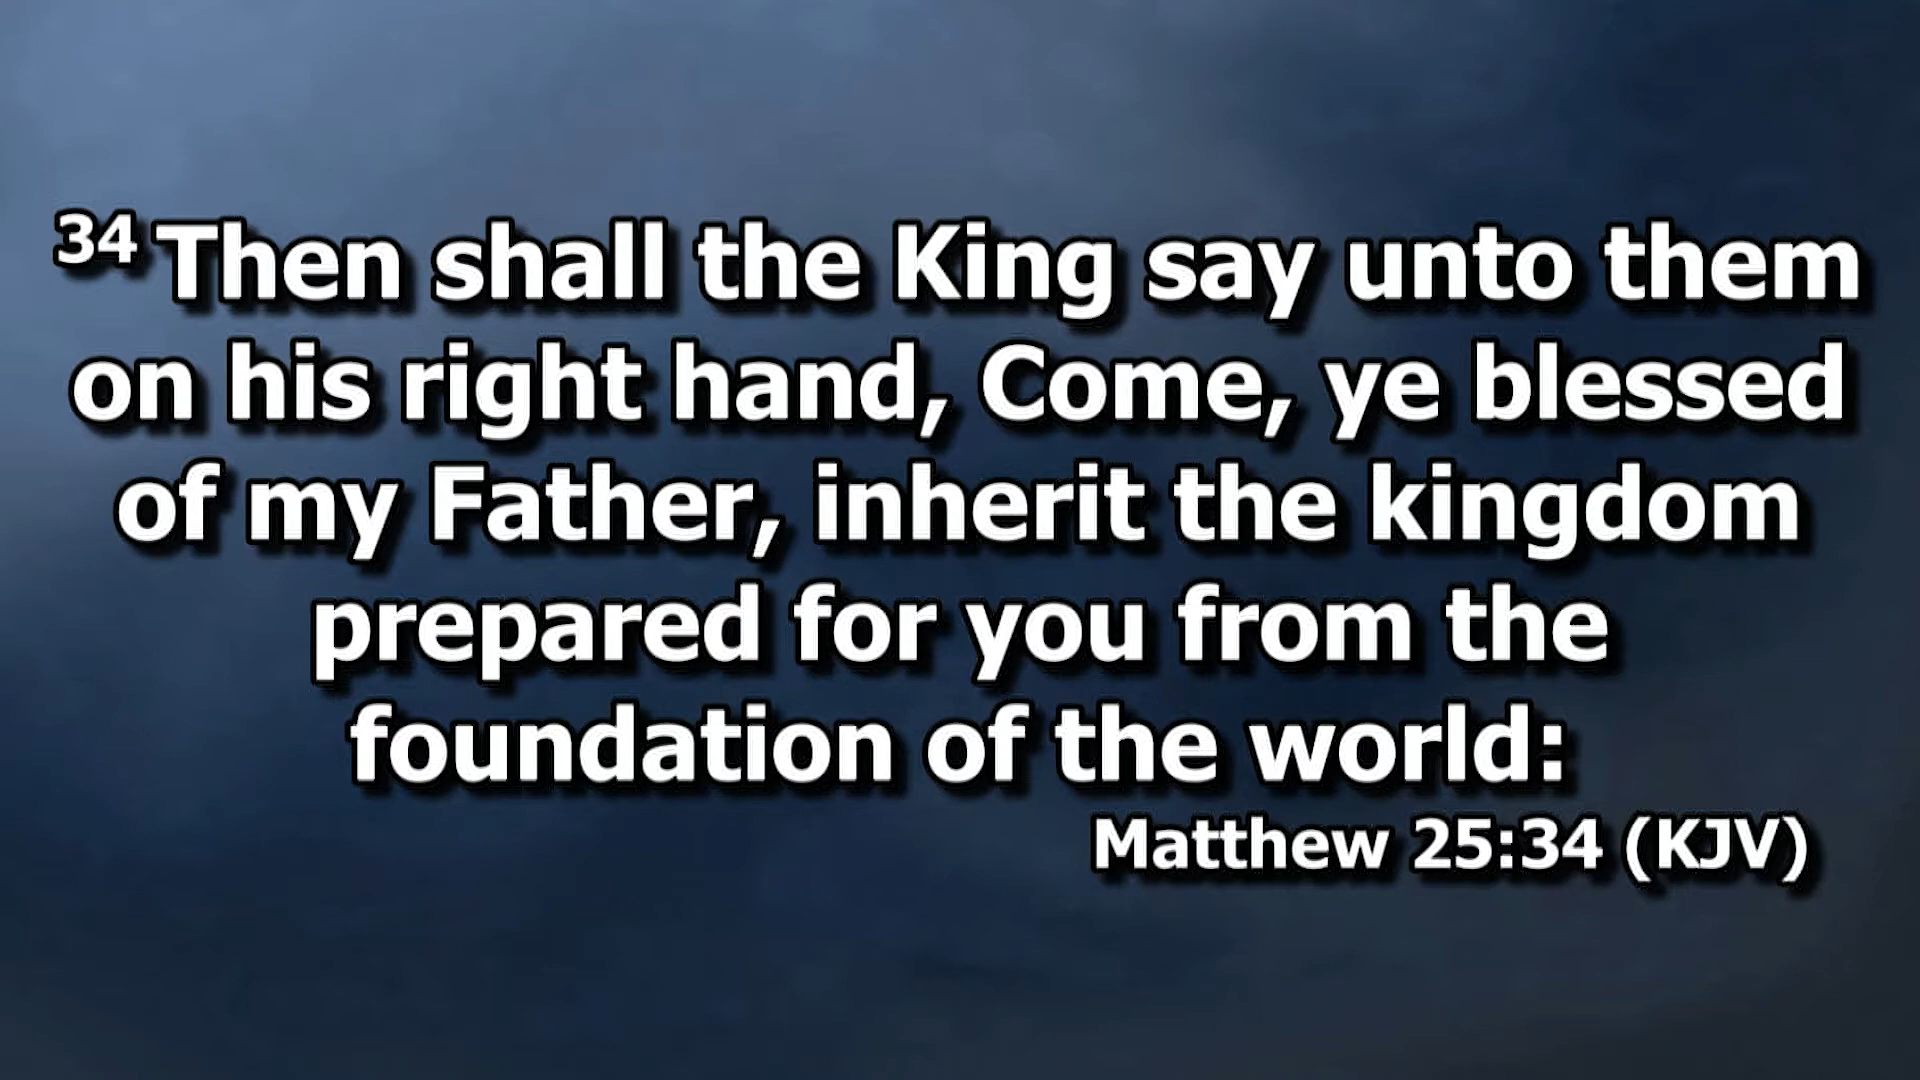 34 Then shall the King say unto them
on his right hand, Come, ye blessed
of my Father, inherit the kingdom
prepared for you from the
foundation of the world:
Matthew 25:34 (KJV)